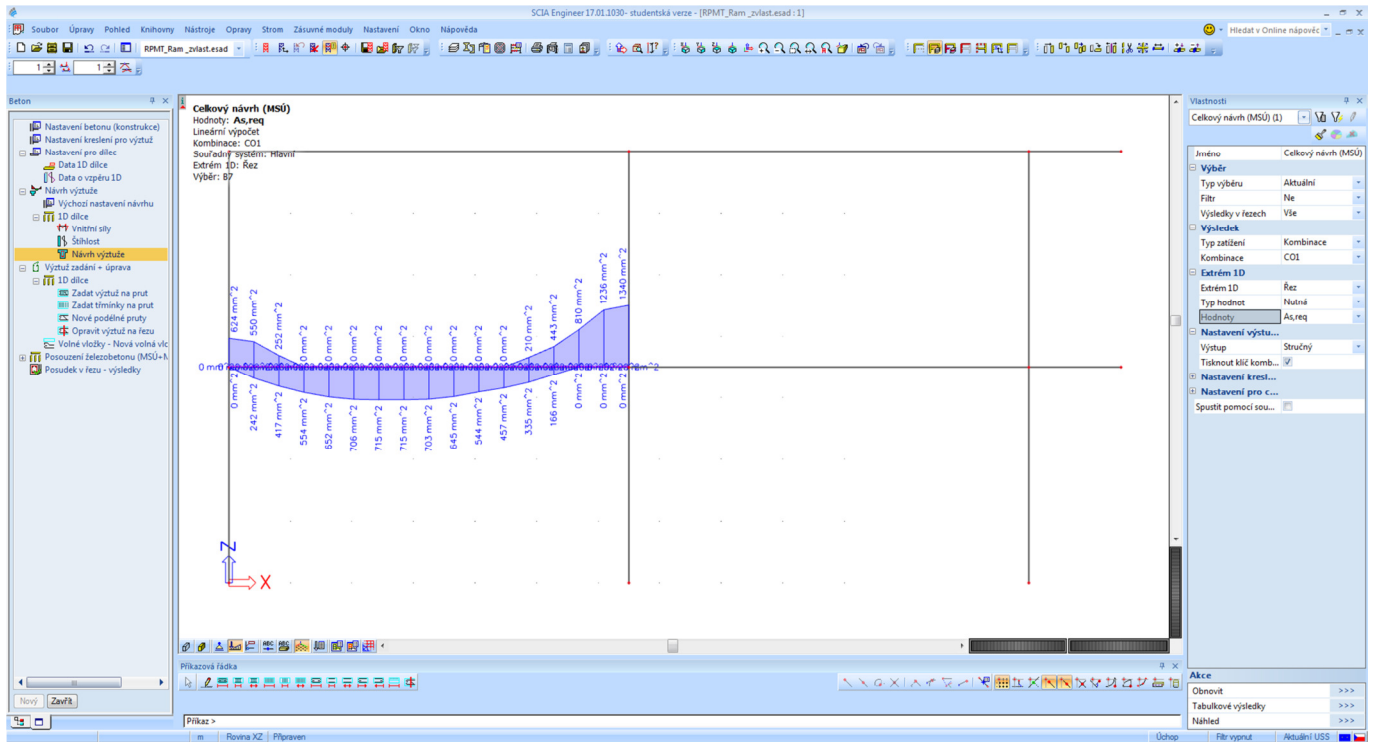 SCIA Engineer 17.01.1030- studentská verze - [RPMT_Ram _zvlast.esad : 1]
Soubor Úpravy Pohled Knihovny Nástroje Opravy Strom Zásuvné moduly Nastavení Okno Nápověda
Hledat v Online nápověc
RPMT_Ram _zvlast.esad
1 1
Beton
Nastavení betonu (konstrukce)
Nastavení kreslení pro výztuž
Nastavení pro dílec
Data 1D dílce
Data o vzpěru 1D
Návrh výztuže
Výchozí nastavení návrhu
1D dílce
Vnitřní síly
Štíhlost
Návrh výztuže
Výztuž zadání + úprava
1D dílce
Zadat výztuž na prut
Zadat třmínky na prut
Nové podélné pruty
Opravit výztuž na řezu
Volné vložky - Nová volná vlc
Posouzení železobetonu (MSÚ+N
Posudek v řezu - výsledky
Nový Zavřít
Celkový návrh (MSÚ)
Hodnoty: As,req
Lineární výpočet
Kombinace: CO1
Souřadný systém: Hlavní
Extrém 1D: Řez
Výběr: B7
624 mm^2
550 mm^2
252 mm^2
0 mm^2
0 mm^2
0 mm^2
0 mm^2
0 mm^2
0 mm^2
0 mm^2
0 mm^2
0 mm^2
210 mm^2
443 mm^2
810 mm^2
1236 mm^2
1340 mm^2
0 mm^2
242 mm^2
417 mm^2
554 mm^2
652 mm^2
706 mm^2
715 mm^2
715 mm^2
703 mm^2
645 mm^2
544 mm^2
457 mm^2
335 mm^2
166 mm^2
0 mm^2
0 mm^2
0 mm^2
Z
X
Příkazová řádka
Příkaz >
Vlastnosti
Celkový návrh (MSÚ) (1)
Jméno Celkový návrh (MSÚ)
Výběr
Typ výběru Aktuální
Filtr Ne
Výsledky v řezech Vše
Výsledek
Typ zatížení Kombinace
Kombinace CO1
Extrém 1D
Extrém 1D Řez
Typ hodnot Nutná
Hodnoty As,req
Nastavení výstu...
Výstup Stručný
Tisknout klíč komb...
Nastavení kresl...
Nastavení pro c...
Spustit pomocí sou...
Akce
Obnovit >>>
Tabulkové výsledky >>>
Náhled >>>
m Rovina XZ Připraven Úchop Filtr vypnut Aktuální USS